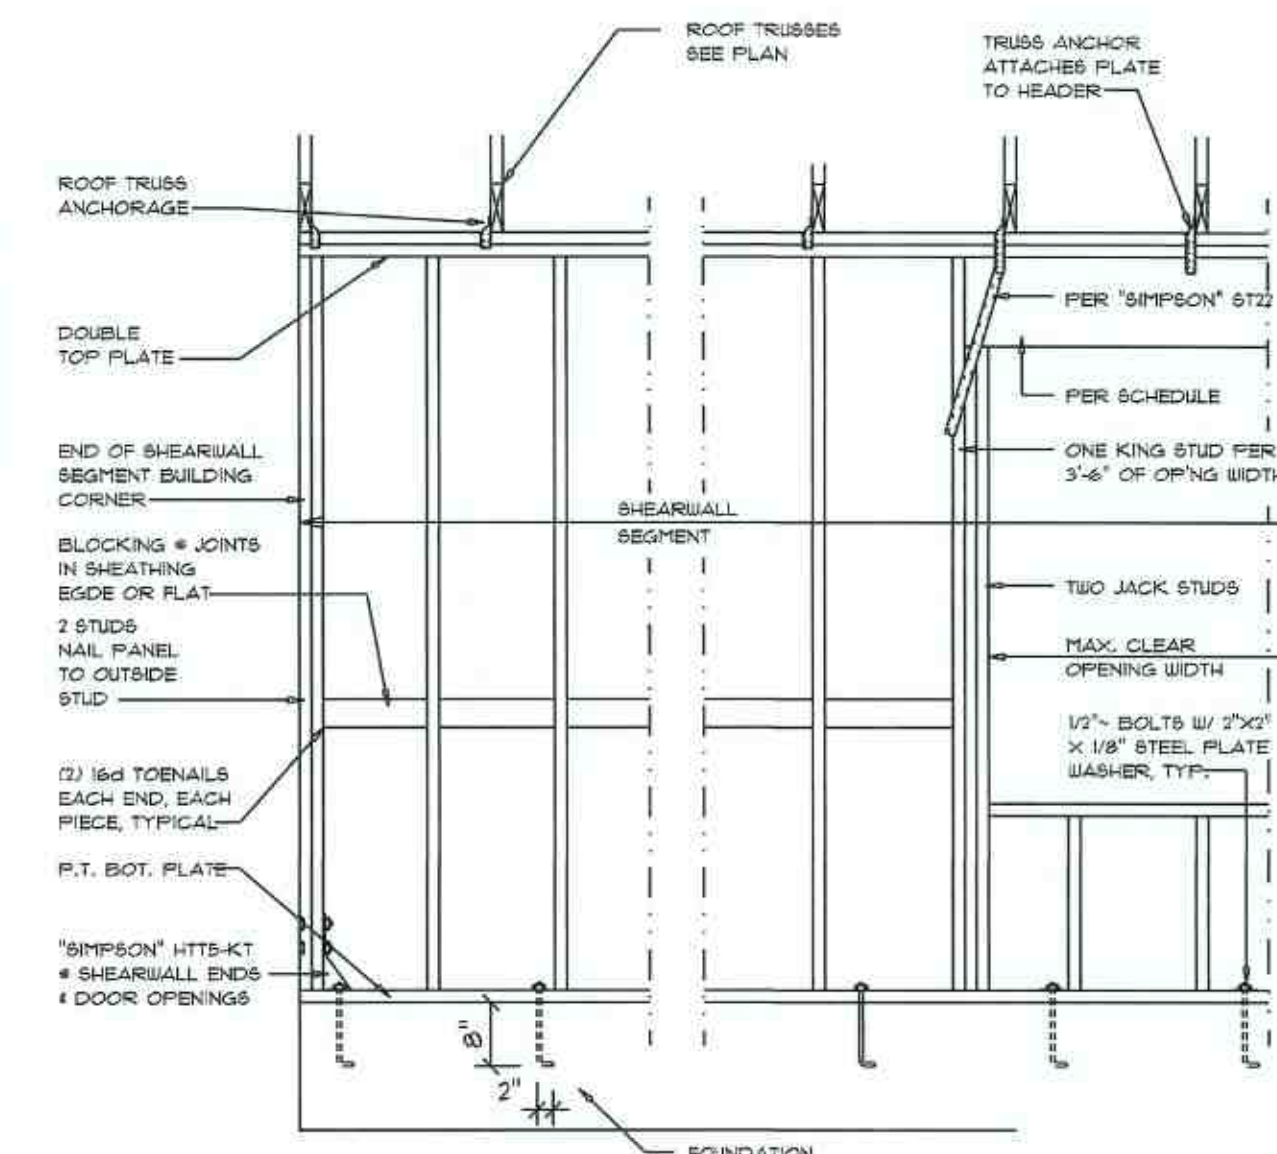 ROOF TRUSSES
SEE PLAN
TRUSS ANCHOR
ATTACHES PLATE
TO HEADER
ROOF TRUSS
ANCHORAGE
PER "SIMPSON" ST22
DOUBLE
TOP PLATE
PER SCHEDULE
END OF SHEARWALL
SEGMENT BUILDING
CORNER
ONE KING STUD PER
3'-6" OF OP'NG WIDTH
SHEARWALL
SEGMENT
BLOCKING @ JOINTS
IN SHEATHING
EGDE OR FLAT
TWO JACK STUDS
2 STUDS
NAIL PANEL
TO OUTSIDE
STUD
MAX. CLEAR
OPENING WIDTH
1/2"~ BOLTS W/ 2"X2"
X 1/8" STEEL PLATE
WASHER, TYP.
(2) 16d TOENAILS
EACH END, EACH
PIECE, TYPICAL
P.T. BOT. PLATE
"SIMPSON" HTT5-KT
@ SHEARWALL ENDS
& DOOR OPENINGS
8"
2"
FOUNDATION